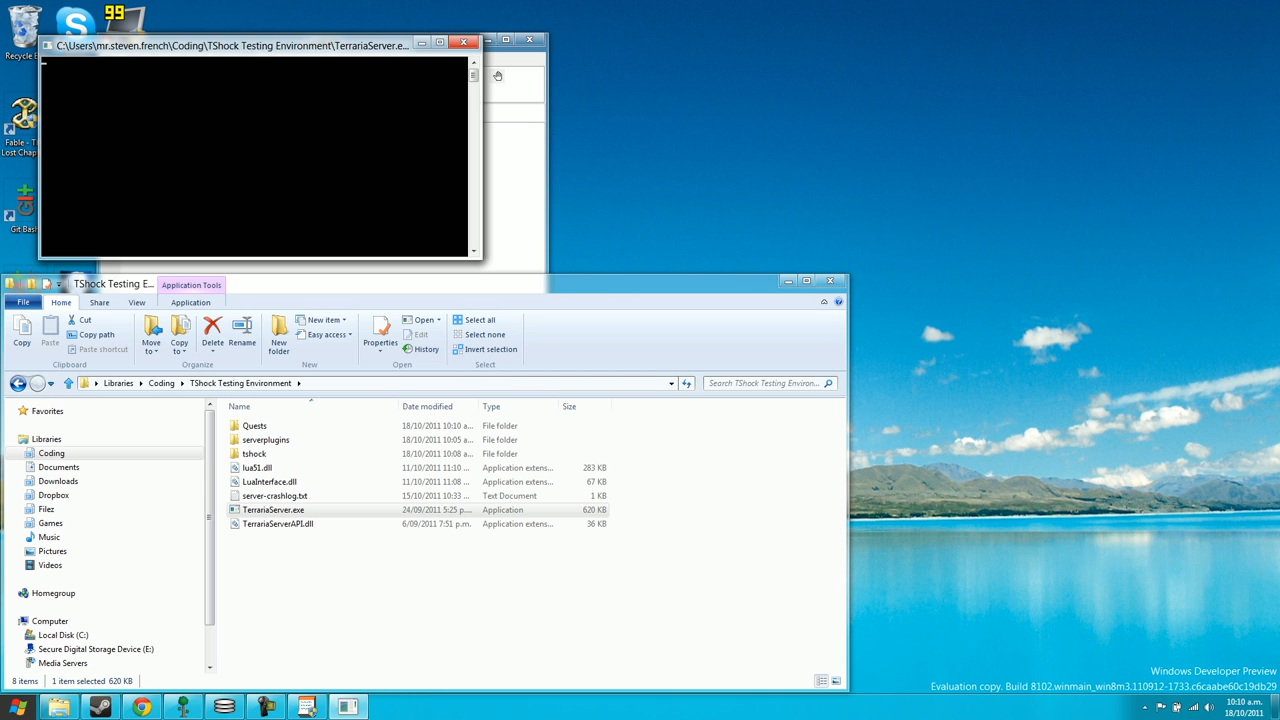 99
Recycle B
Fable - T
Lost Chap
Git Bash
C:\Users\mr.steven.french\Coding\TShock Testing Environment\TerrariaServer.e...
TShock Testing E...
Application Tools
File Home Share View Application
Copy
Paste
Cut
Copy path
Paste shortcut
Clipboard
Move to
Copy to
Delete
Rename
Organize
New folder
New item
Easy access
New
Properties
Open
Edit
History
Open
Select all
Select none
Invert selection
Select
Libraries Coding TShock Testing Environment
Search TShock Testing Environ...
Favorites
Libraries
Coding
Documents
Downloads
Dropbox
Filez
Games
Music
Pictures
Videos
Homegroup
Computer
Local Disk (C:)
Secure Digital Storage Device (E:)
Media Servers
Name Date modified Type Size
Quests 18/10/2011 10:10 ... File folder
serverplugins 18/10/2011 10:05 ... File folder
tshock 18/10/2011 10:08 ... File folder
lua51.dll 11/10/2011 11:10 ... Application extens... 283 KB
LuaInterface.dll 11/10/2011 11:08 ... Application extens... 67 KB
server-crashlog.txt 15/10/2011 10:33 ... Text Document 1 KB
TerrariaServer.exe 24/09/2011 5:25 p.m. Application 620 KB
TerrariaServerAPI.dll 6/09/2011 7:51 p.m. Application extens... 36 KB
8 items 1 item selected 620 KB
Windows Developer Preview
Evaluation copy. Build 8102.winmain_win8m3.110912-1733.c6caabe60c19db29
10:10 a.m.
18/10/2011